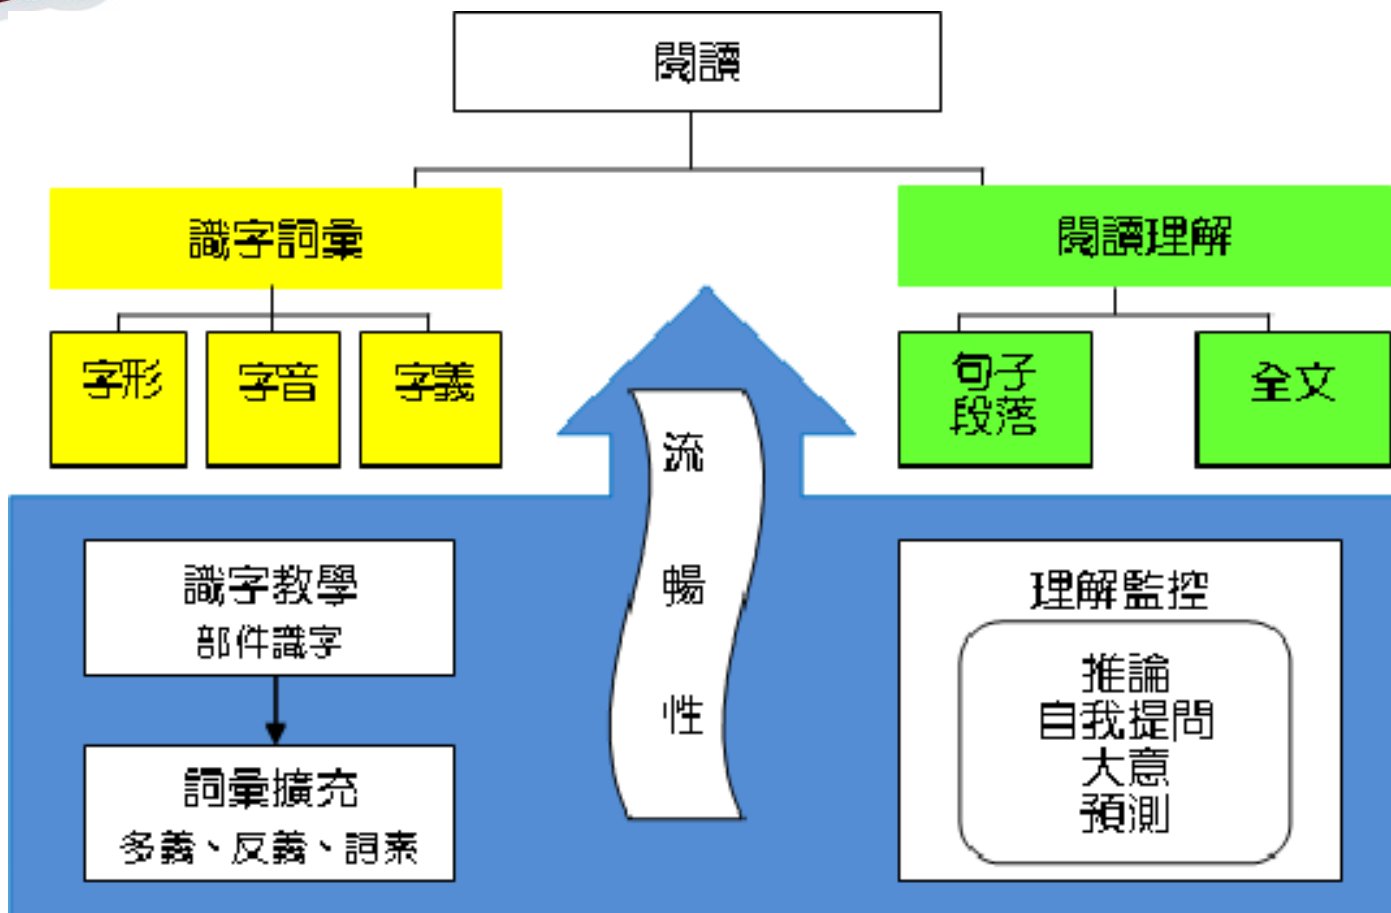 閱讀
識字詞彙
閱讀理解
字形
字音
字義
句子
段落
全文
流
暢
性
識字教學
部件識字
詞彙擴充
多義、反義、詞素
理解監控
推論
自我提問
大意
預測